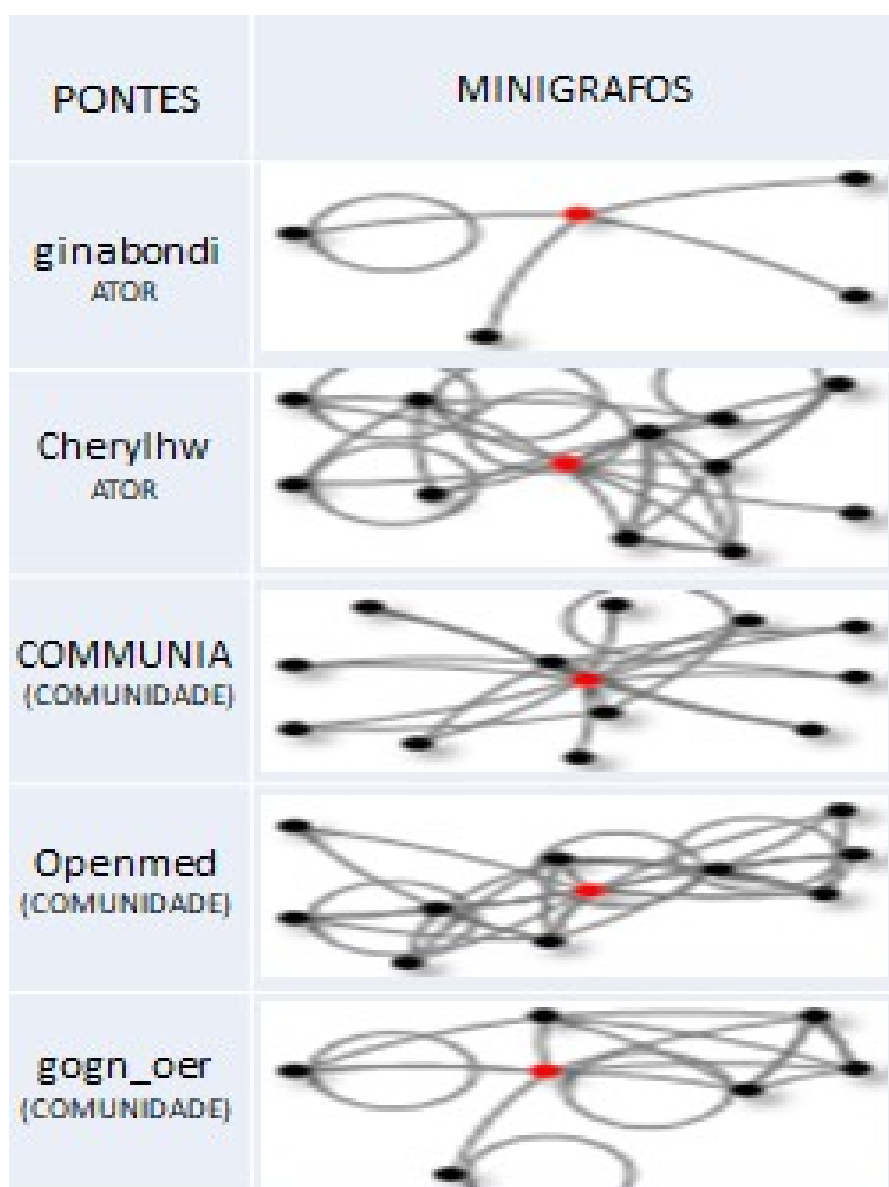 PONTES
MINIGRAFOS
ginabondi
ATOR
Cherylhw
ATOR
COMMUNIA
(COMUNIDADE)
Openmed
(COMUNIDADE)
gogn_oer
(COMUNIDADE)